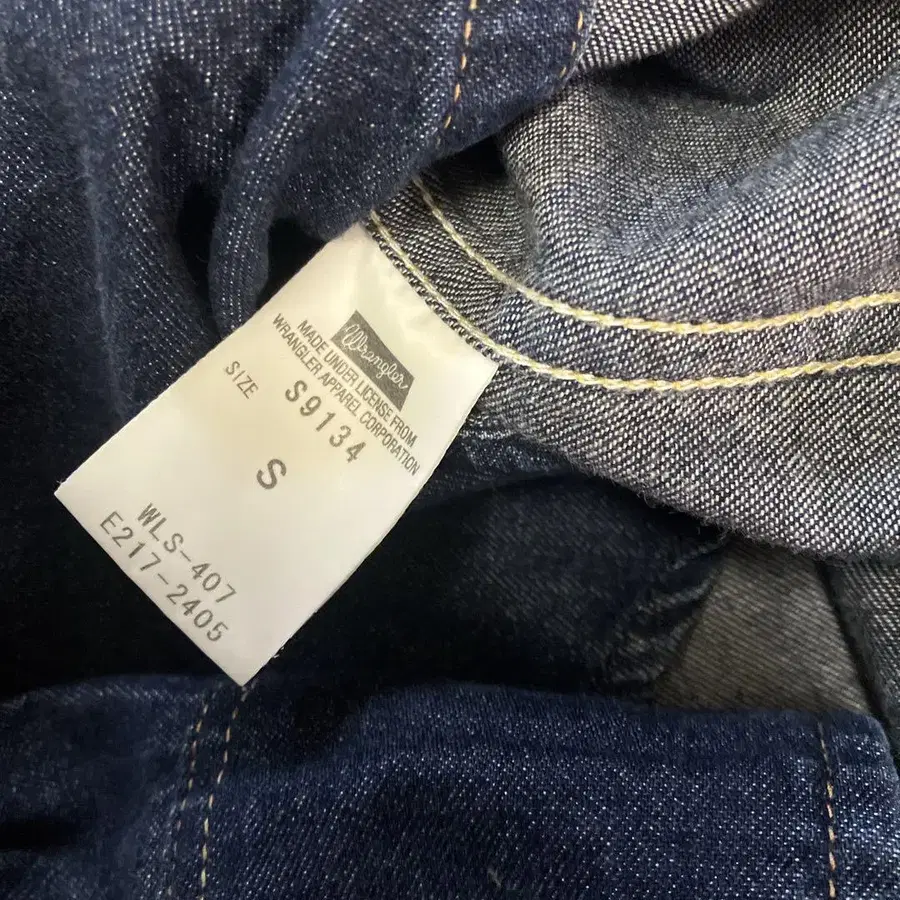 Wrangler
MADE UNDER LICENSE FROM
WRANGLER APPAREL CORPORATION
S9134
SIZE S
WLS-407
E217-2405